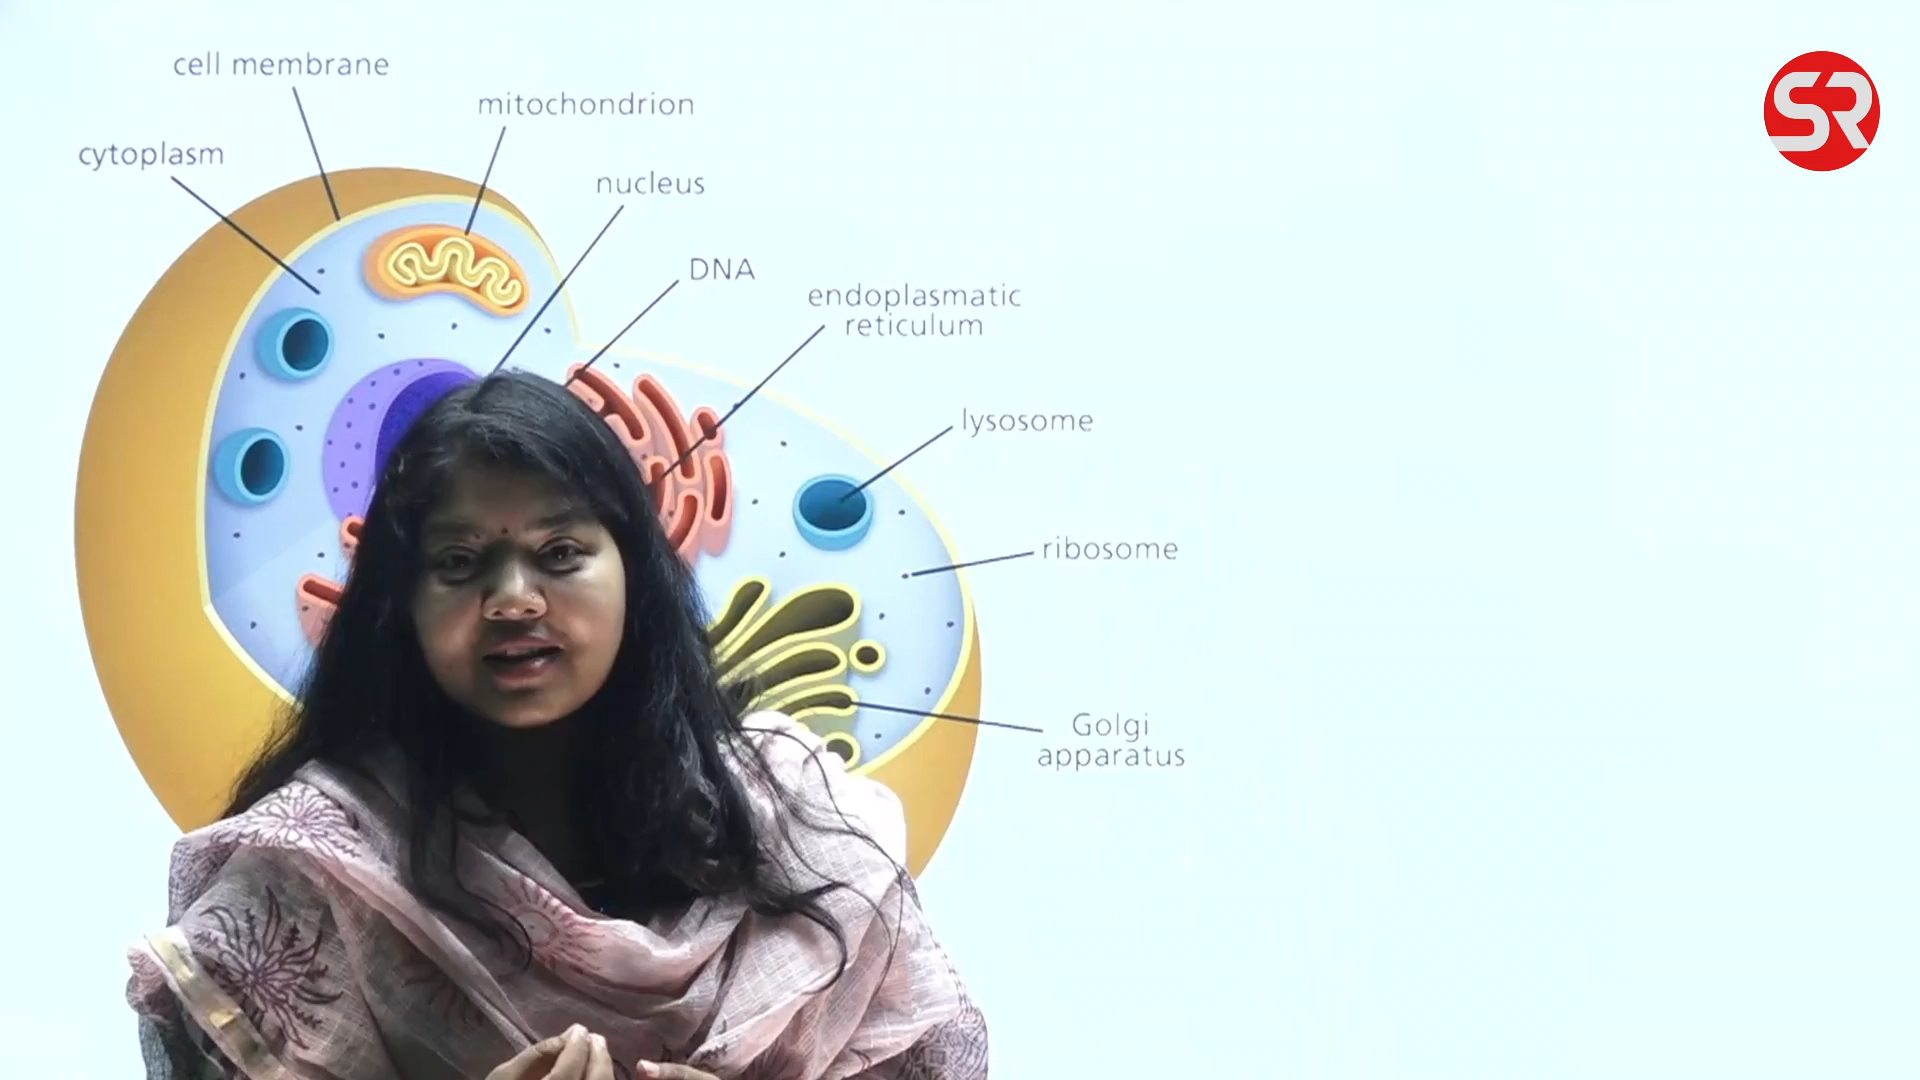 cell membrane
mitochondrion
cytoplasm
nucleus
DNA
endoplasmatic
reticulum
lysosome
ribosome
Golgi
apparatus
SR